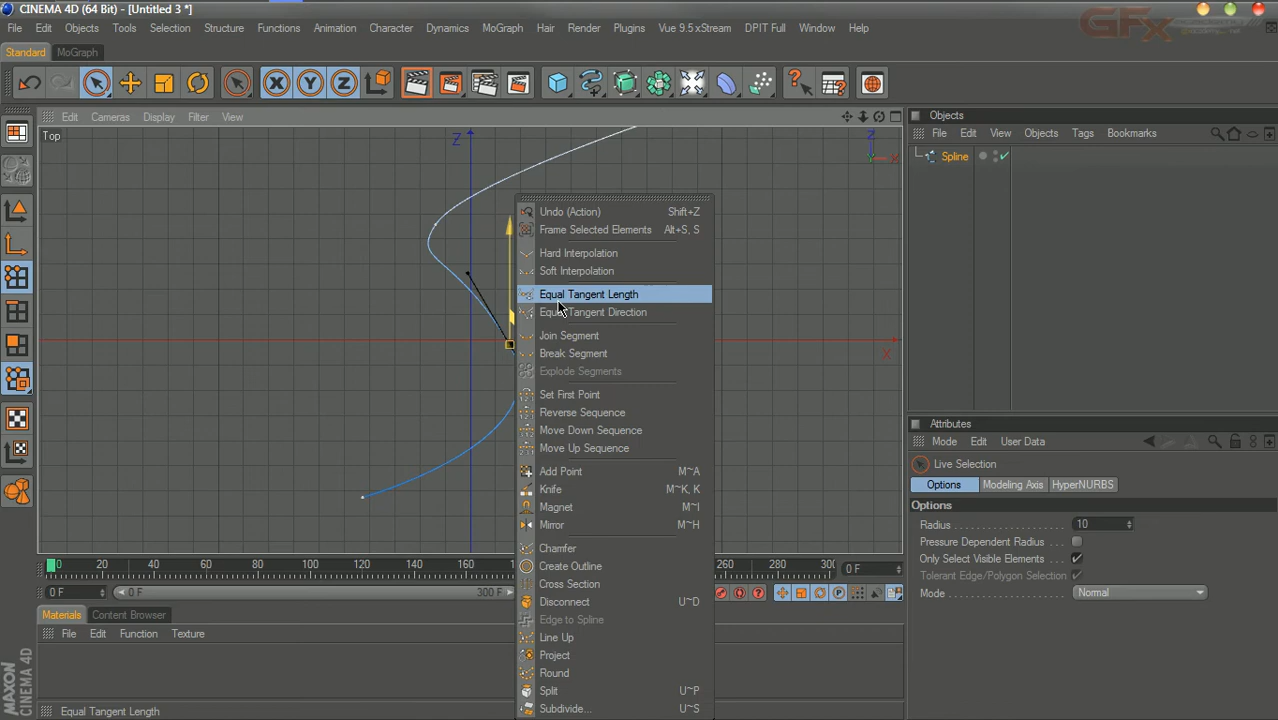 CINEMA 4D (64 Bit) - [Untitled 3 *]
File Edit Objects Tools Selection Structure Functions Animation Character Dynamics MoGraph Hair Render Plugins Vue 9.5 xStream DPIT Full Window Help
Standard MoGraph
X Y Z
Edit Cameras Display Filter View
Top
Z
Z
X
X
Undo (Action) Shift+Z
Frame Selected Elements Alt+S, S
Hard Interpolation
Soft Interpolation
Equal Tangent Length
Equal Tangent Direction
Join Segment
Break Segment
Explode Segments
Set First Point
Reverse Sequence
Move Down Sequence
Move Up Sequence
Add Point M~A
Knife M~K, K
Magnet M~I
Mirror M~H
Chamfer
Create Outline
Cross Section
Disconnect U~D
Edge to Spline
Line Up
Project
Round
Split U~P
Subdivide... U~S
Objects
File Edit View Objects Tags Bookmarks
Spline
Attributes
Mode Edit User Data
Live Selection
Options Modeling Axis HyperNURBS
Options
Radius 10
Pressure Dependent Radius
Only Select Visible Elements
Tolerant Edge/Polygon Selection
Mode Normal
0 20 40 60 80 100 120 140 160 260 280 0 F
0 F 0 F 300 F
P
Materials Content Browser
File Edit Function Texture
MAXON
CINEMA 4D
Equal Tangent Length
GFx